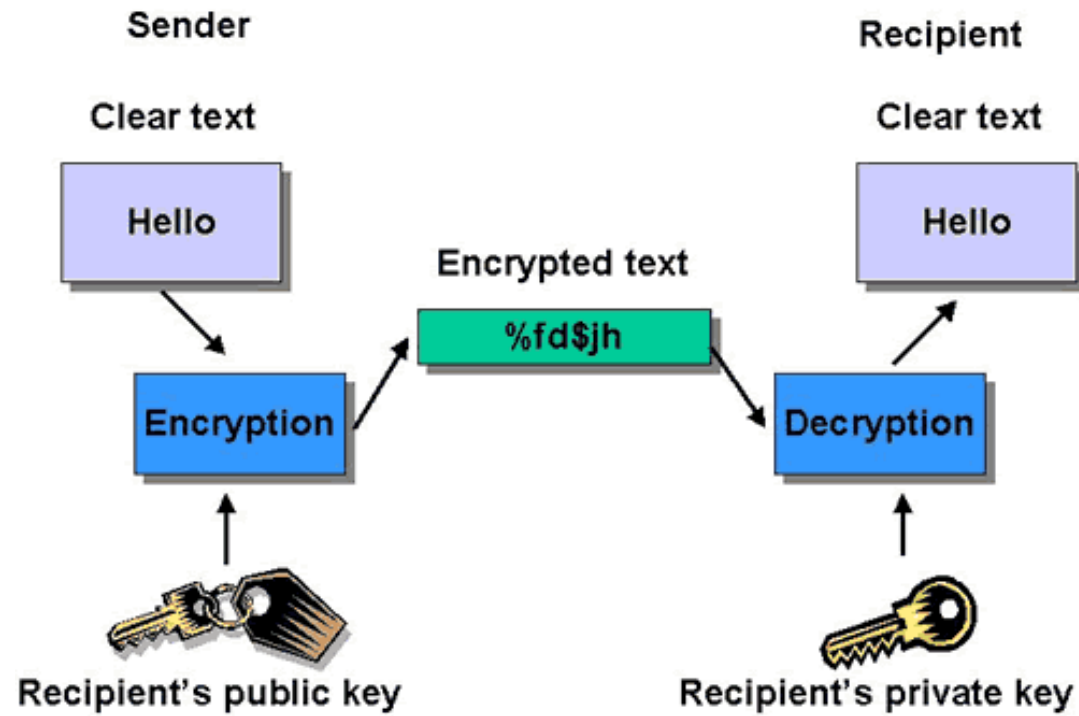 Sender
Recipient
Clear text
Clear text
Hello
Hello
Encrypted text
%fd$jh
Encryption
Decryption
Recipient's public key
Recipient's private key